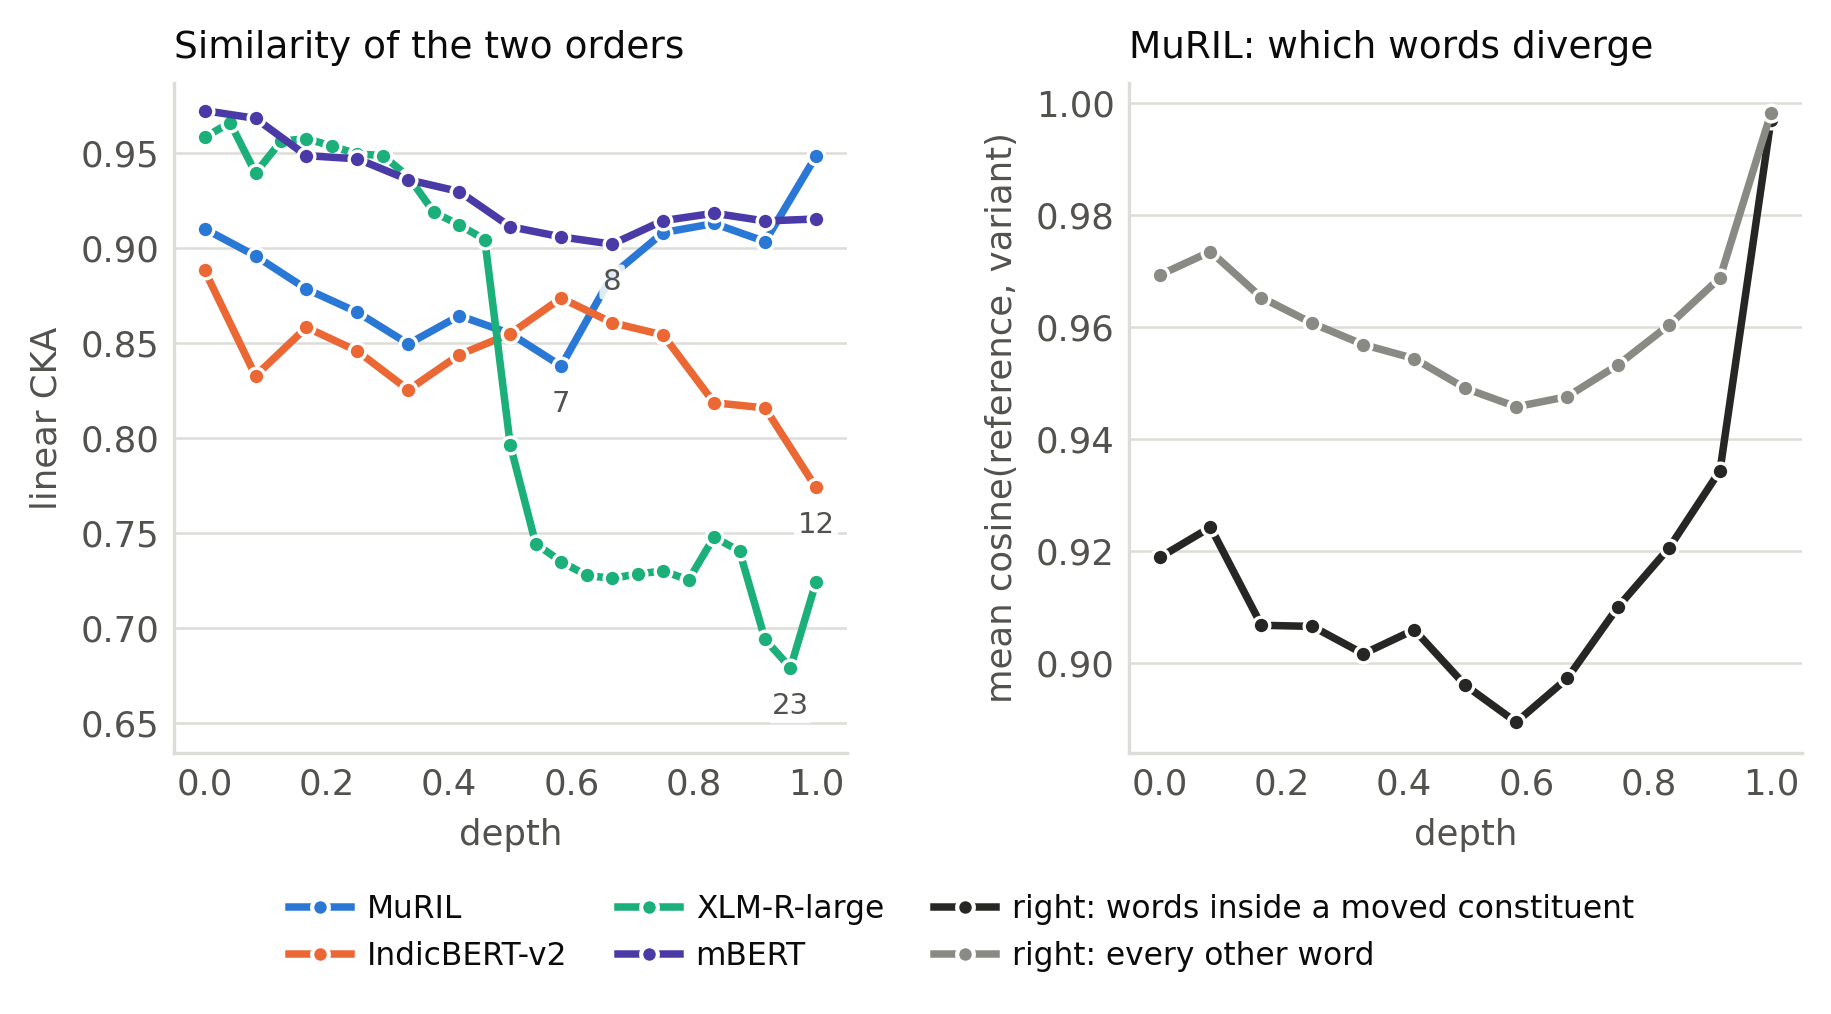 Similarity of the two orders
MuRIL: which words diverge
linear CKA
0.95
0.90
0.85
0.80
0.75
0.70
0.65
8
7
12
23
0.0 0.2 0.4 0.6 0.8 1.0
depth
mean cosine(reference, variant)
1.00
0.98
0.96
0.94
0.92
0.90
0.0 0.2 0.4 0.6 0.8 1.0
depth
MuRIL
IndicBERT-v2
XLM-R-large
mBERT
right: words inside a moved constituent
right: every other word